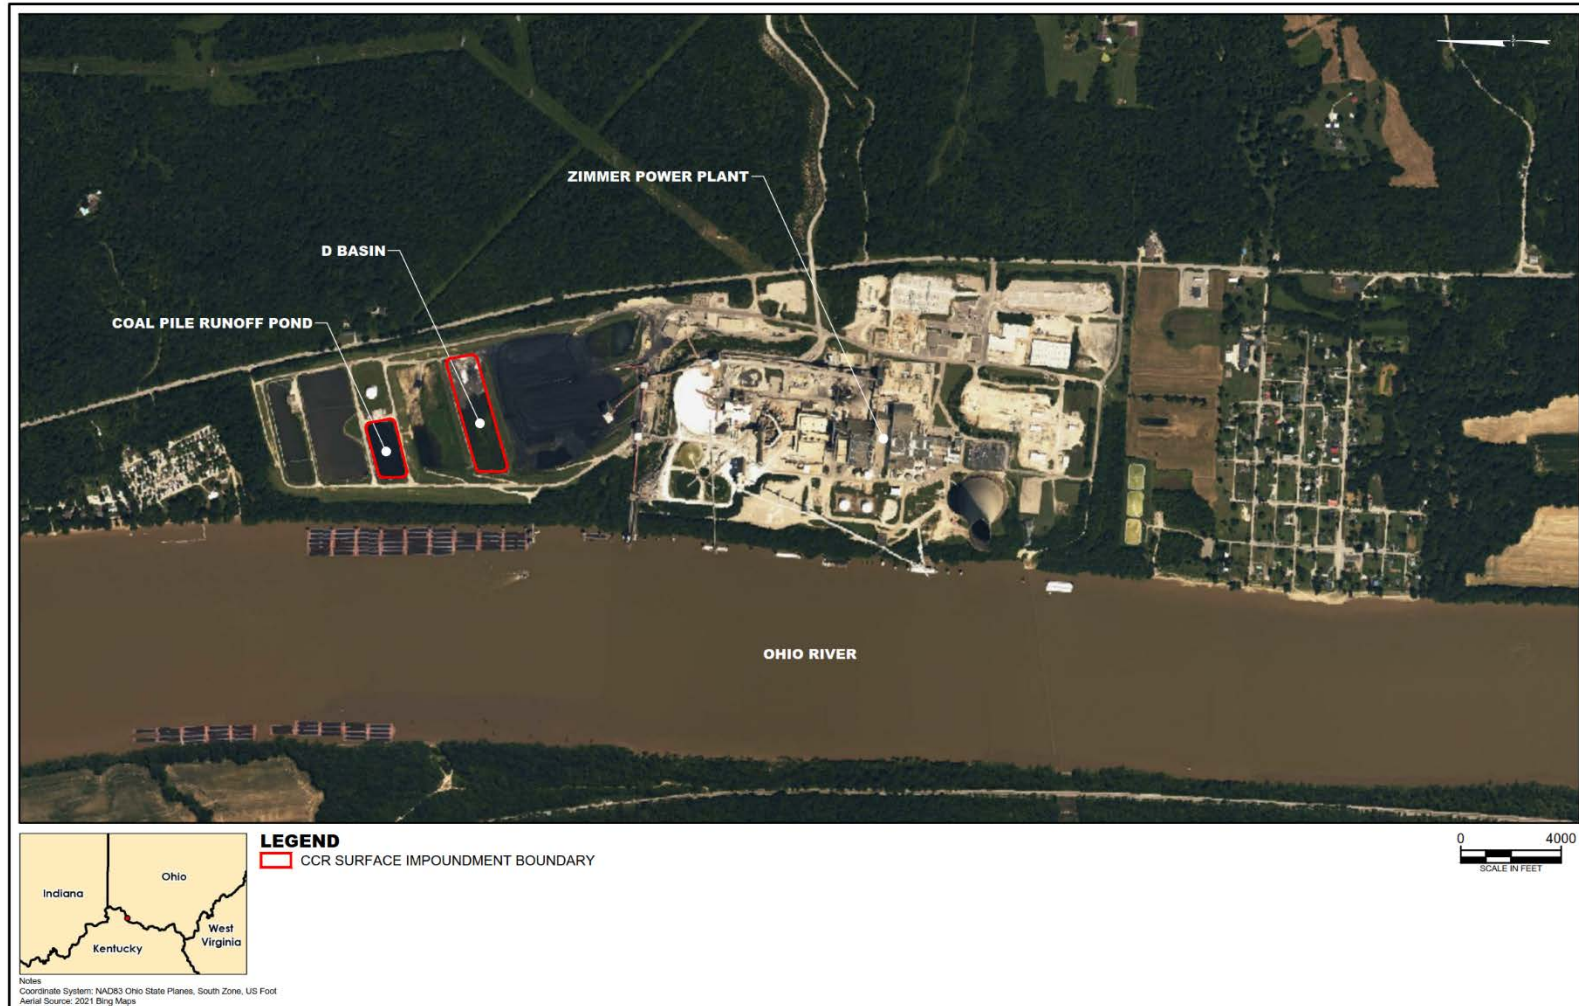 ZIMMER POWER PLANT
D BASIN
COAL PILE RUNOFF POND
OHIO RIVER
Indiana
Ohio
Kentucky
West
Virginia
LEGEND
CCR SURFACE IMPOUNDMENT BOUNDARY
0 4000
SCALE IN FEET
Notes
Coordinate System: NAD83 Ohio State Planes, South Zone, US Foot
Aerial Source: 2021 Bing Maps